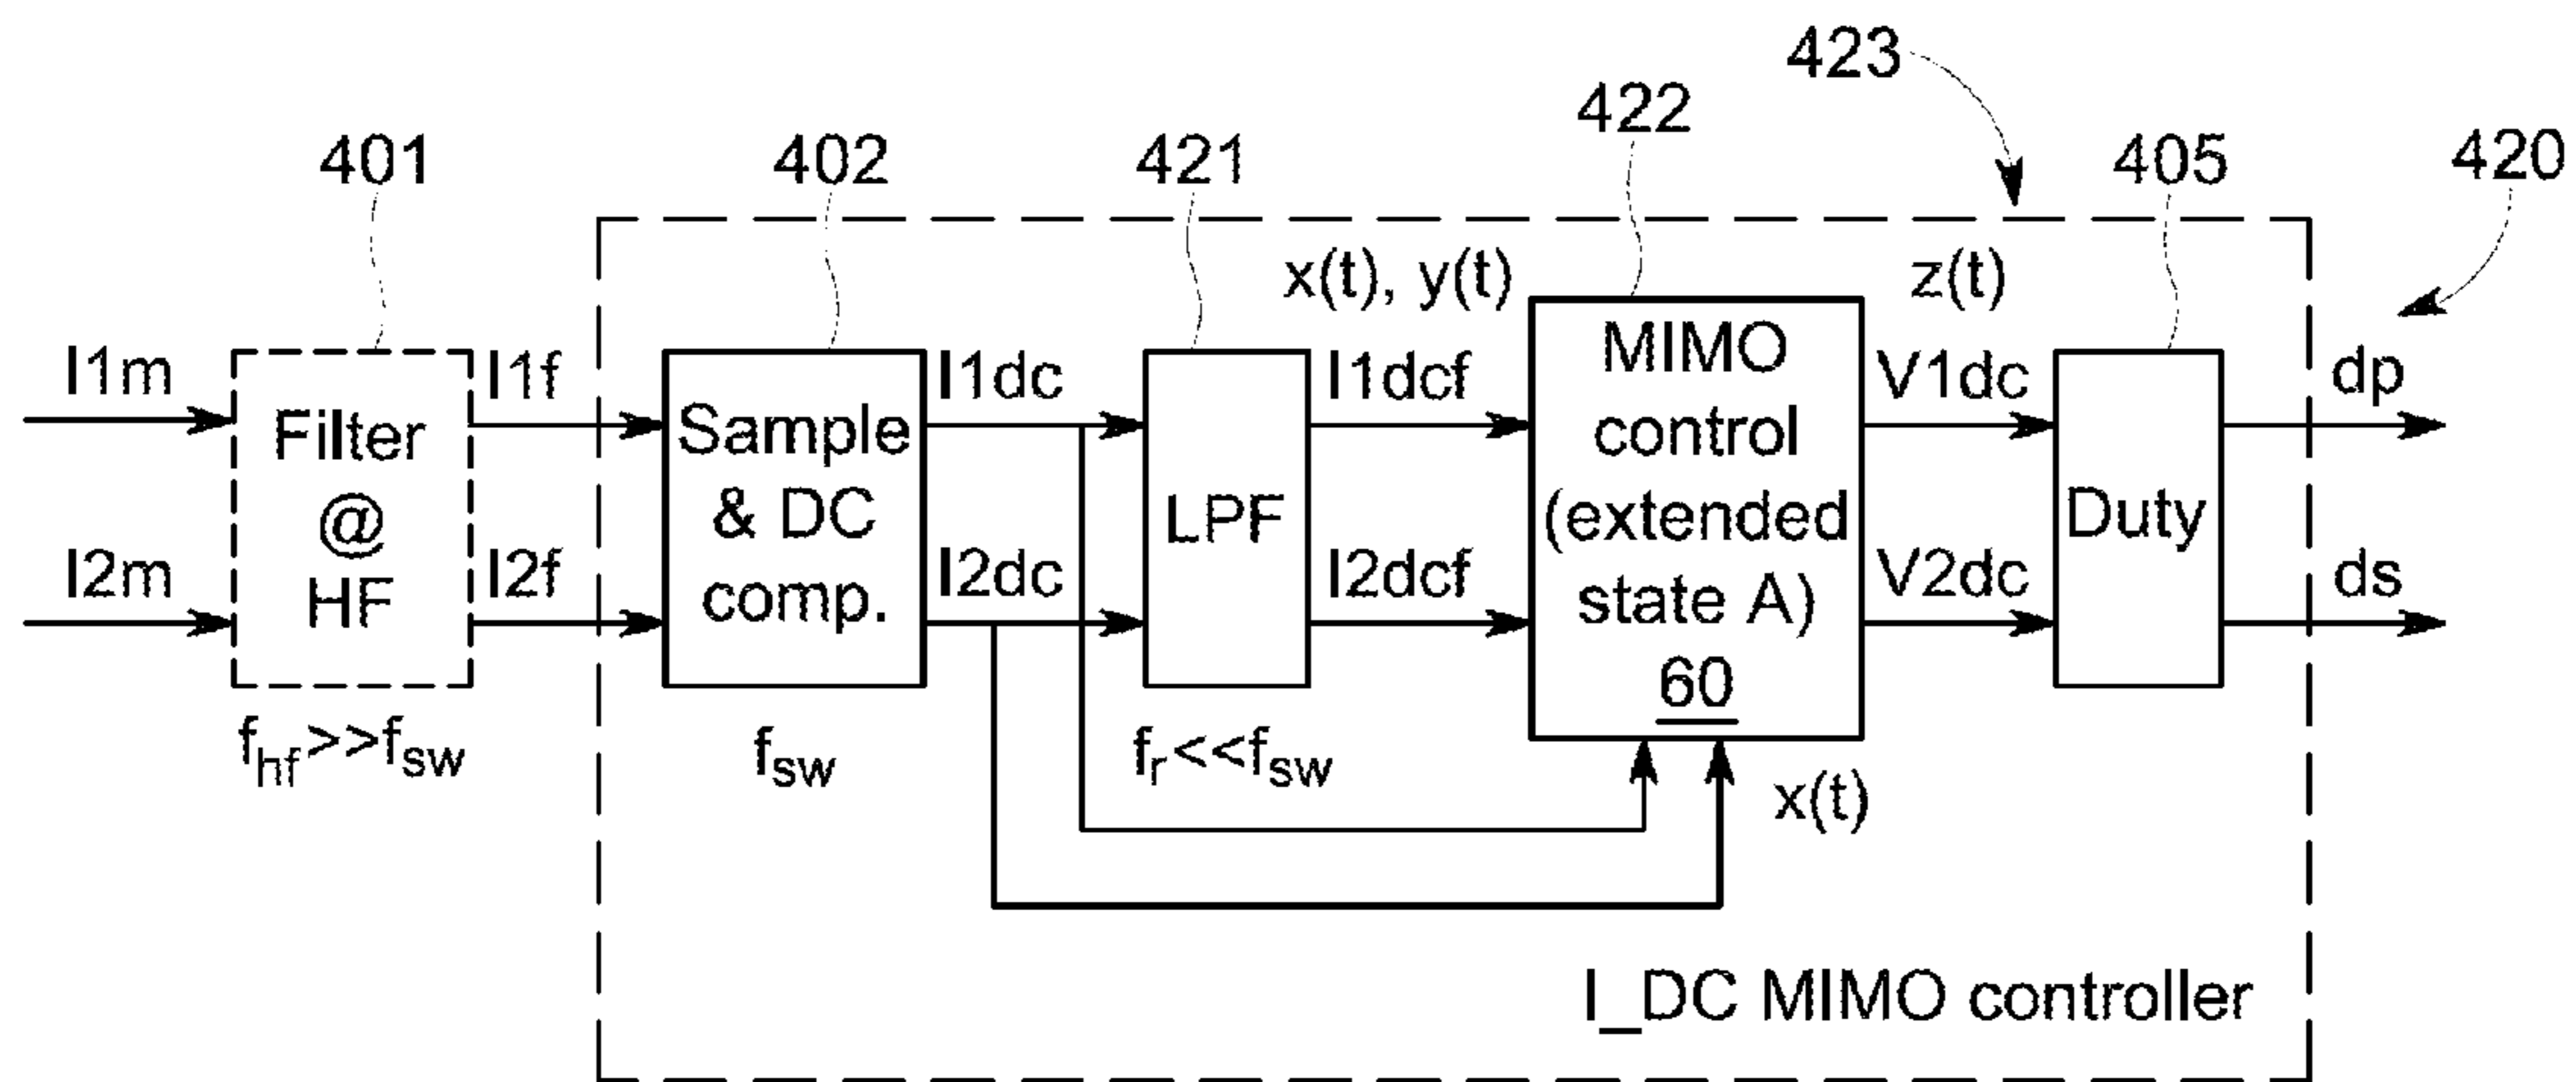 423
422
401
402
421
405
420
x(t), y(t)
z(t)
I1m
I1f
I1dc
I1dcf
V1dc
dp
Filter
@
HF
Sample
& DC
comp.
LPF
MIMO
control
(extended
state A)
60
Duty
I2m
I2f
I2dc
I2dcf
V2dc
ds
fhf>>fsw
fsw
fr<<fsw
x(t)
I_DC MIMO controller